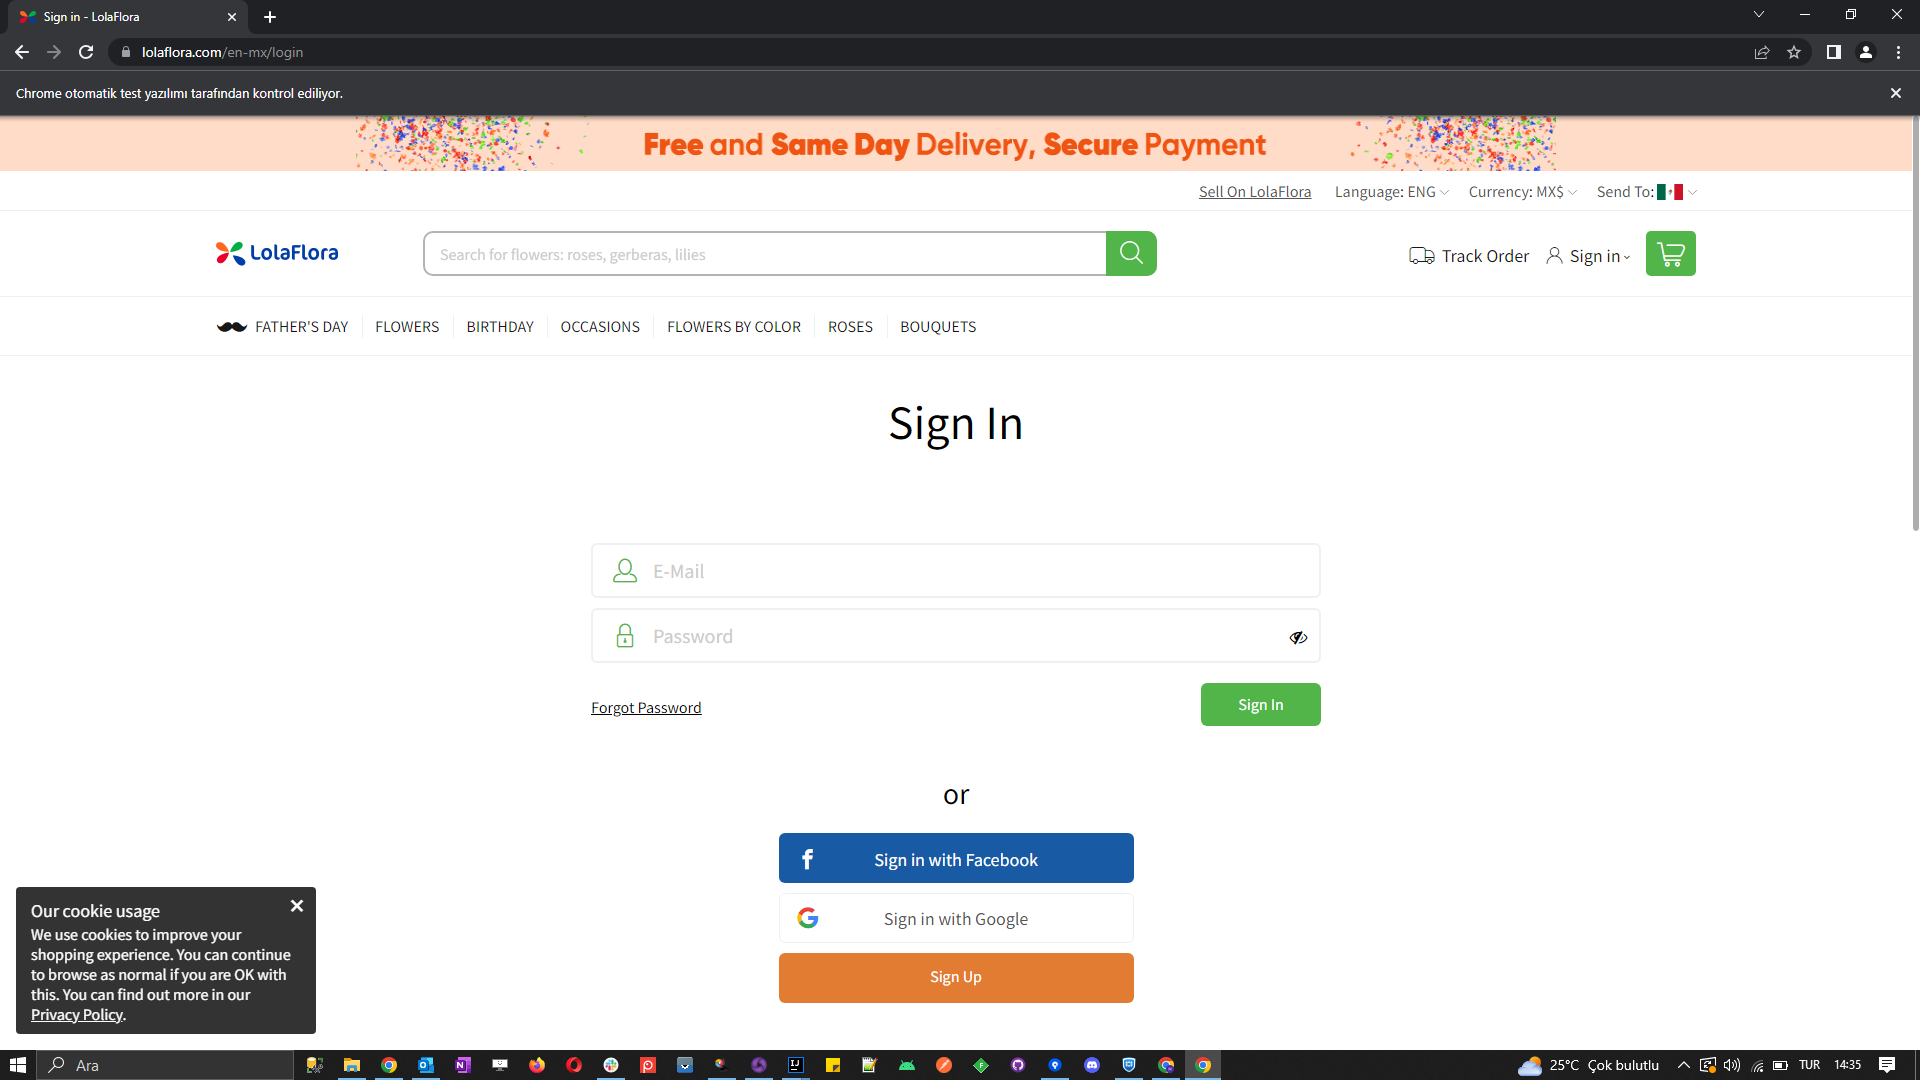 Sign in - LolaFlora
lolaflora.com/en-mx/login
Chrome otomatik test yazılımı tarafından kontrol ediliyor.
Free and Same Day Delivery, Secure Payment
Sell On LolaFlora Language: ENG Currency: MX$ Send To:
LolaFlora
Search for flowers: roses, gerberas, lilies
Track Order
Sign in
FATHER'S DAY FLOWERS BIRTHDAY OCCASIONS FLOWERS BY COLOR ROSES BOUQUETS
Sign In
E-Mail
Password
Forgot Password
Sign In
or
Sign in with Facebook
Sign in with Google
Sign Up
Our cookie usage
We use cookies to improve your
shopping experience. You can continue
to browse as normal if you are OK with
this. You can find out more in our
Privacy Policy.
Ara
25°C Çok bulutlu
TUR
14:35